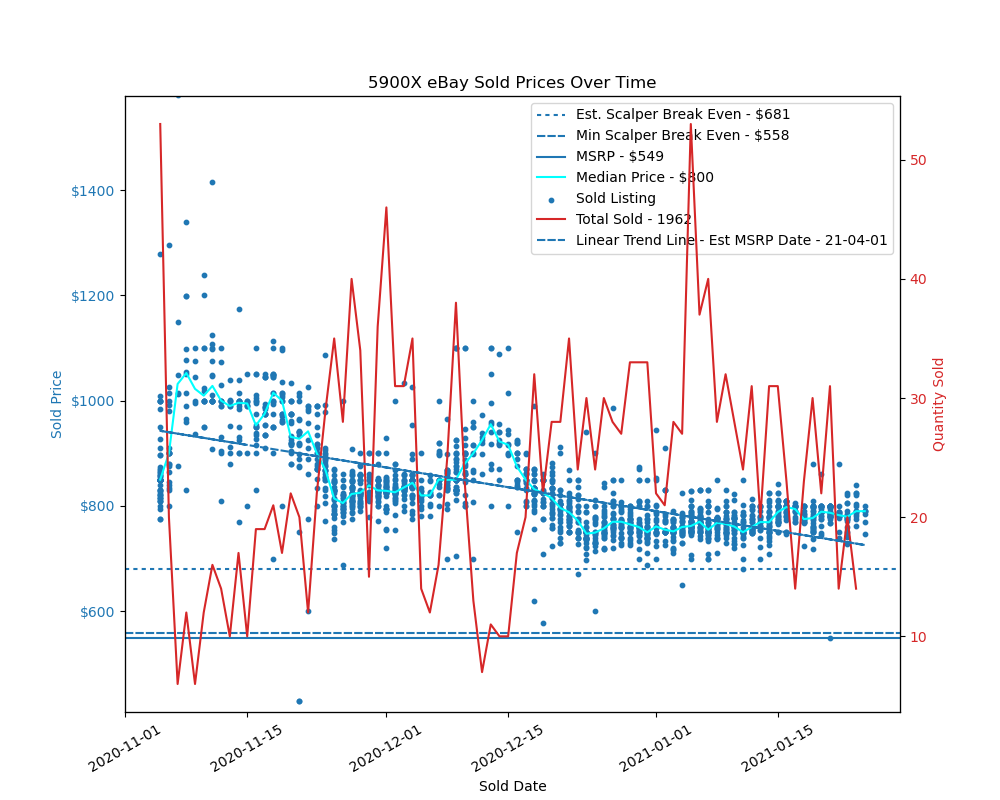 5900X eBay Sold Prices Over Time
Est. Scalper Break Even - $681
Min Scalper Break Even - $558
MSRP - $549
Median Price - $800
Sold Listing
Total Sold - 1962
Linear Trend Line - Est MSRP Date - 21-04-01
$1400
$1200
$1000
$800
$600
Sold Price
50
40
30
20
10
Quantity Sold
2020-11-01
2020-11-15
2020-12-01
2020-12-15
2021-01-01
2021-01-15
Sold Date